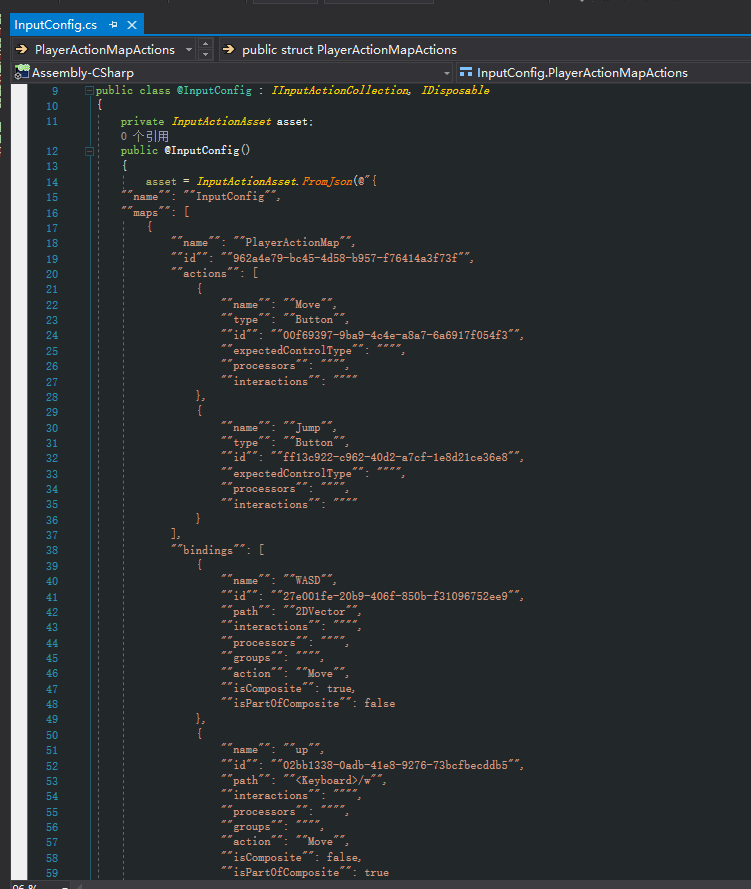 InputConfig.cs
PlayerActionMapActions
public struct PlayerActionMapActions
Assembly-CSharp
InputConfig.PlayerActionMapActions
9 public class @InputConfig : IInputActionCollection, IDisposable
10 {
11 private InputActionAsset asset;
0 个引用
12 public @InputConfig()
13 {
14 asset = InputActionAsset.FromJson(@"{
15 ""name"": ""InputConfig"",
16 ""maps"": [
17 {
18 ""name"": ""PlayerActionMap"",
19 ""id"": ""962a4e79-bc45-4d58-b957-f76414a3f73f"",
20 ""actions"": [
21 {
22 ""name"": ""Move"",
23 ""type"": ""Button"",
24 ""id"": ""00f69397-9ba9-4c4e-a8a7-6a6917f054f3"",
25 ""expectedControlType"": """",
26 ""processors"": """",
27 ""interactions"": """"
28 },
29 {
30 ""name"": ""Jump"",
31 ""type"": ""Button"",
32 ""id"": ""ff13c922-c962-40d2-a7cf-1e8d21ce36e8"",
33 ""expectedControlType"": """",
34 ""processors"": """",
35 ""interactions"": """"
36 }
37 ],
38 ""bindings"": [
39 {
40 ""name"": ""WASD"",
41 ""id"": ""27e001fe-20b9-406f-850b-f31096752ee9"",
42 ""path"": ""2DVector"",
43 ""interactions"": """",
44 ""processors"": """",
45 ""groups"": """",
46 ""action"": ""Move"",
47 ""isComposite"": true,
48 ""isPartOfComposite"": false
49 },
50 {
51 ""name"": ""up"",
52 ""id"": ""02bb1338-0adb-41e8-9276-73bcfbecddb5"",
53 ""path"": ""<Keyboard>/w"",
54 ""interactions"": """",
55 ""processors"": """",
56 ""groups"": """",
57 ""action"": ""Move"",
58 ""isComposite"": false,
59 ""isPartOfComposite"": true